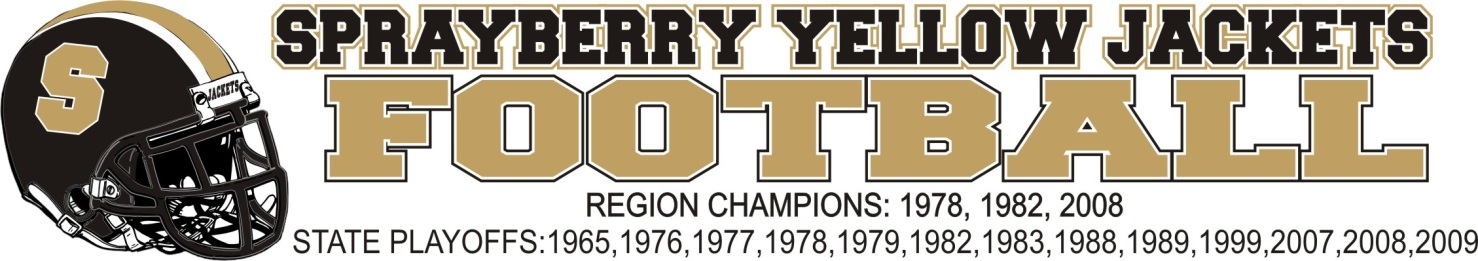 S
JACKETS
SPRAYBERRY YELLOW JACKETS
FOOTBALL
REGION CHAMPIONS: 1978, 1982, 2008
STATE PLAYOFFS:1965,1976,1977,1978,1979,1982,1983,1988,1989,1999,2007,2008,2009